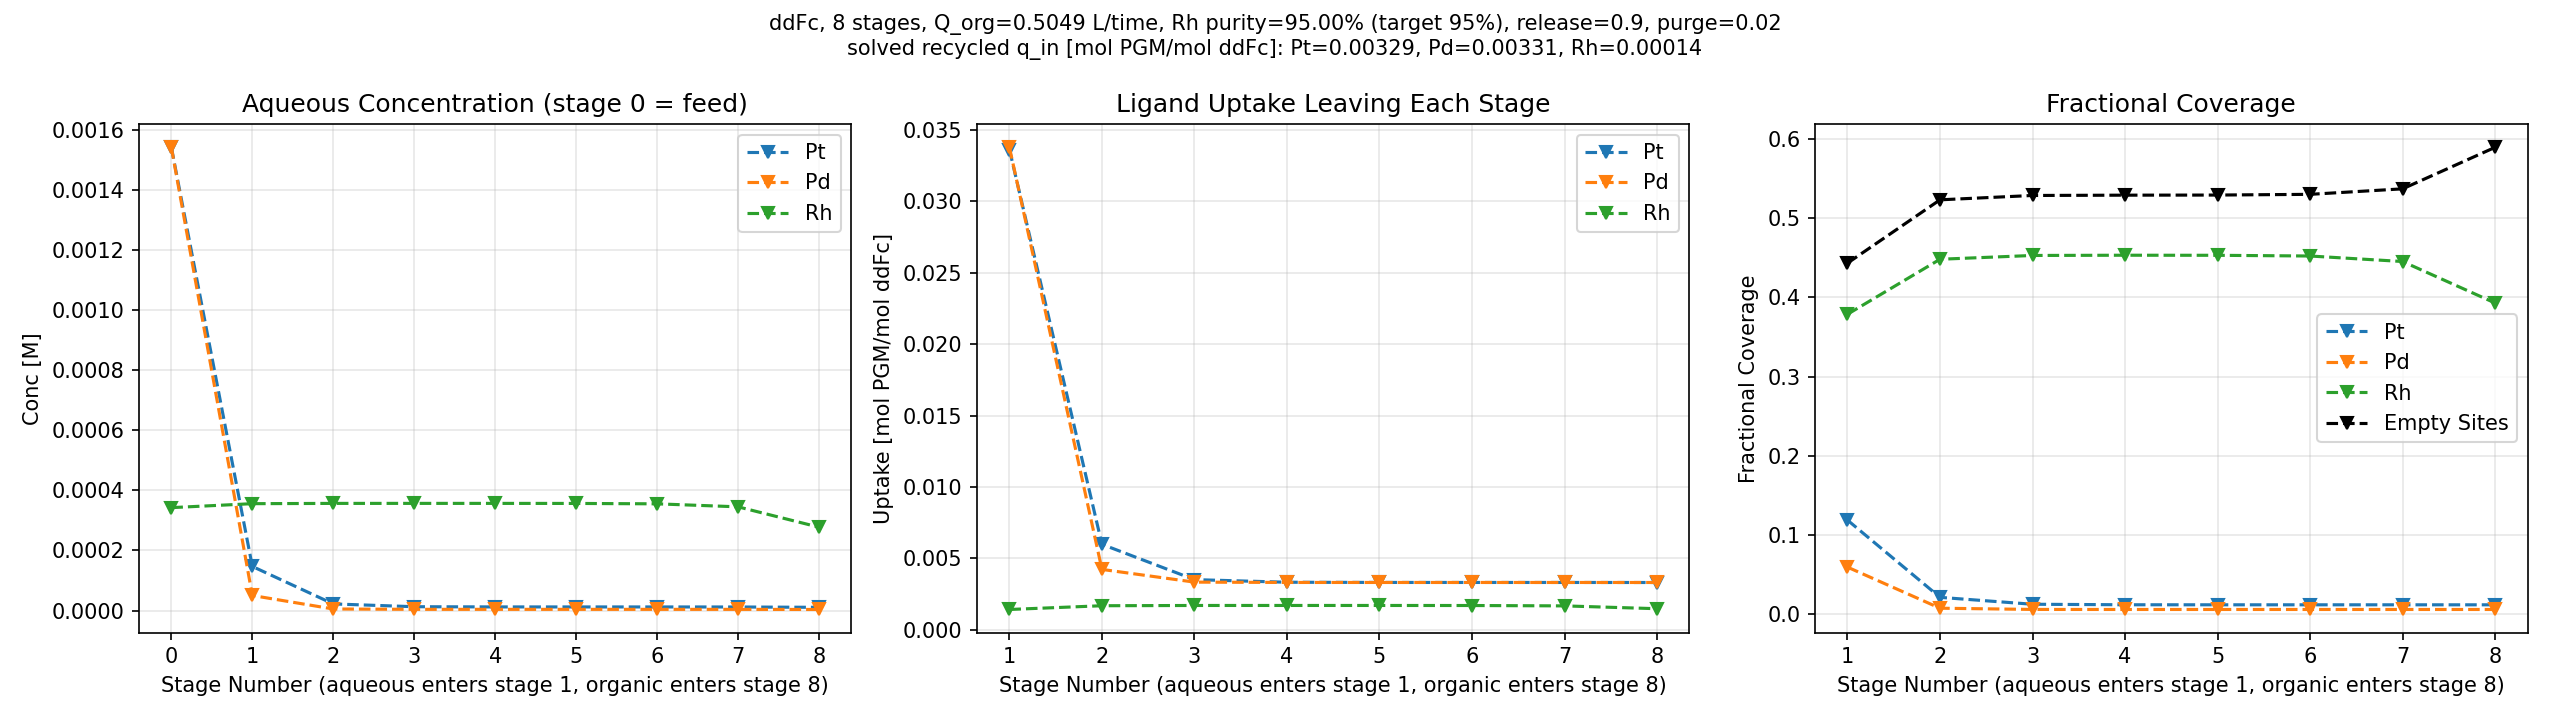 ddFc, 8 stages, Q_org=0.5049 L/time, Rh purity=95.00% (target 95%), release=0.9, purge=0.02
solved recycled q_in [mol PGM/mol ddFc]: Pt=0.00329, Pd=0.00331, Rh=0.00014
Aqueous Concentration (stage 0 = feed)
Conc [M]
0.0016
0.0014
0.0012
0.0010
0.0008
0.0006
0.0004
0.0002
0.0000
Pt
Pd
Rh
0 1 2 3 4 5 6 7 8
Stage Number (aqueous enters stage 1, organic enters stage 8)
Ligand Uptake Leaving Each Stage
Uptake [mol PGM/mol ddFc]
0.035
0.030
0.025
0.020
0.015
0.010
0.005
0.000
Pt
Pd
Rh
1 2 3 4 5 6 7 8
Stage Number (aqueous enters stage 1, organic enters stage 8)
Fractional Coverage
Fractional Coverage
0.6
0.5
0.4
0.3
0.2
0.1
0.0
Pt
Pd
Rh
Empty Sites
1 2 3 4 5 6 7 8
Stage Number (aqueous enters stage 1, organic enters stage 8)